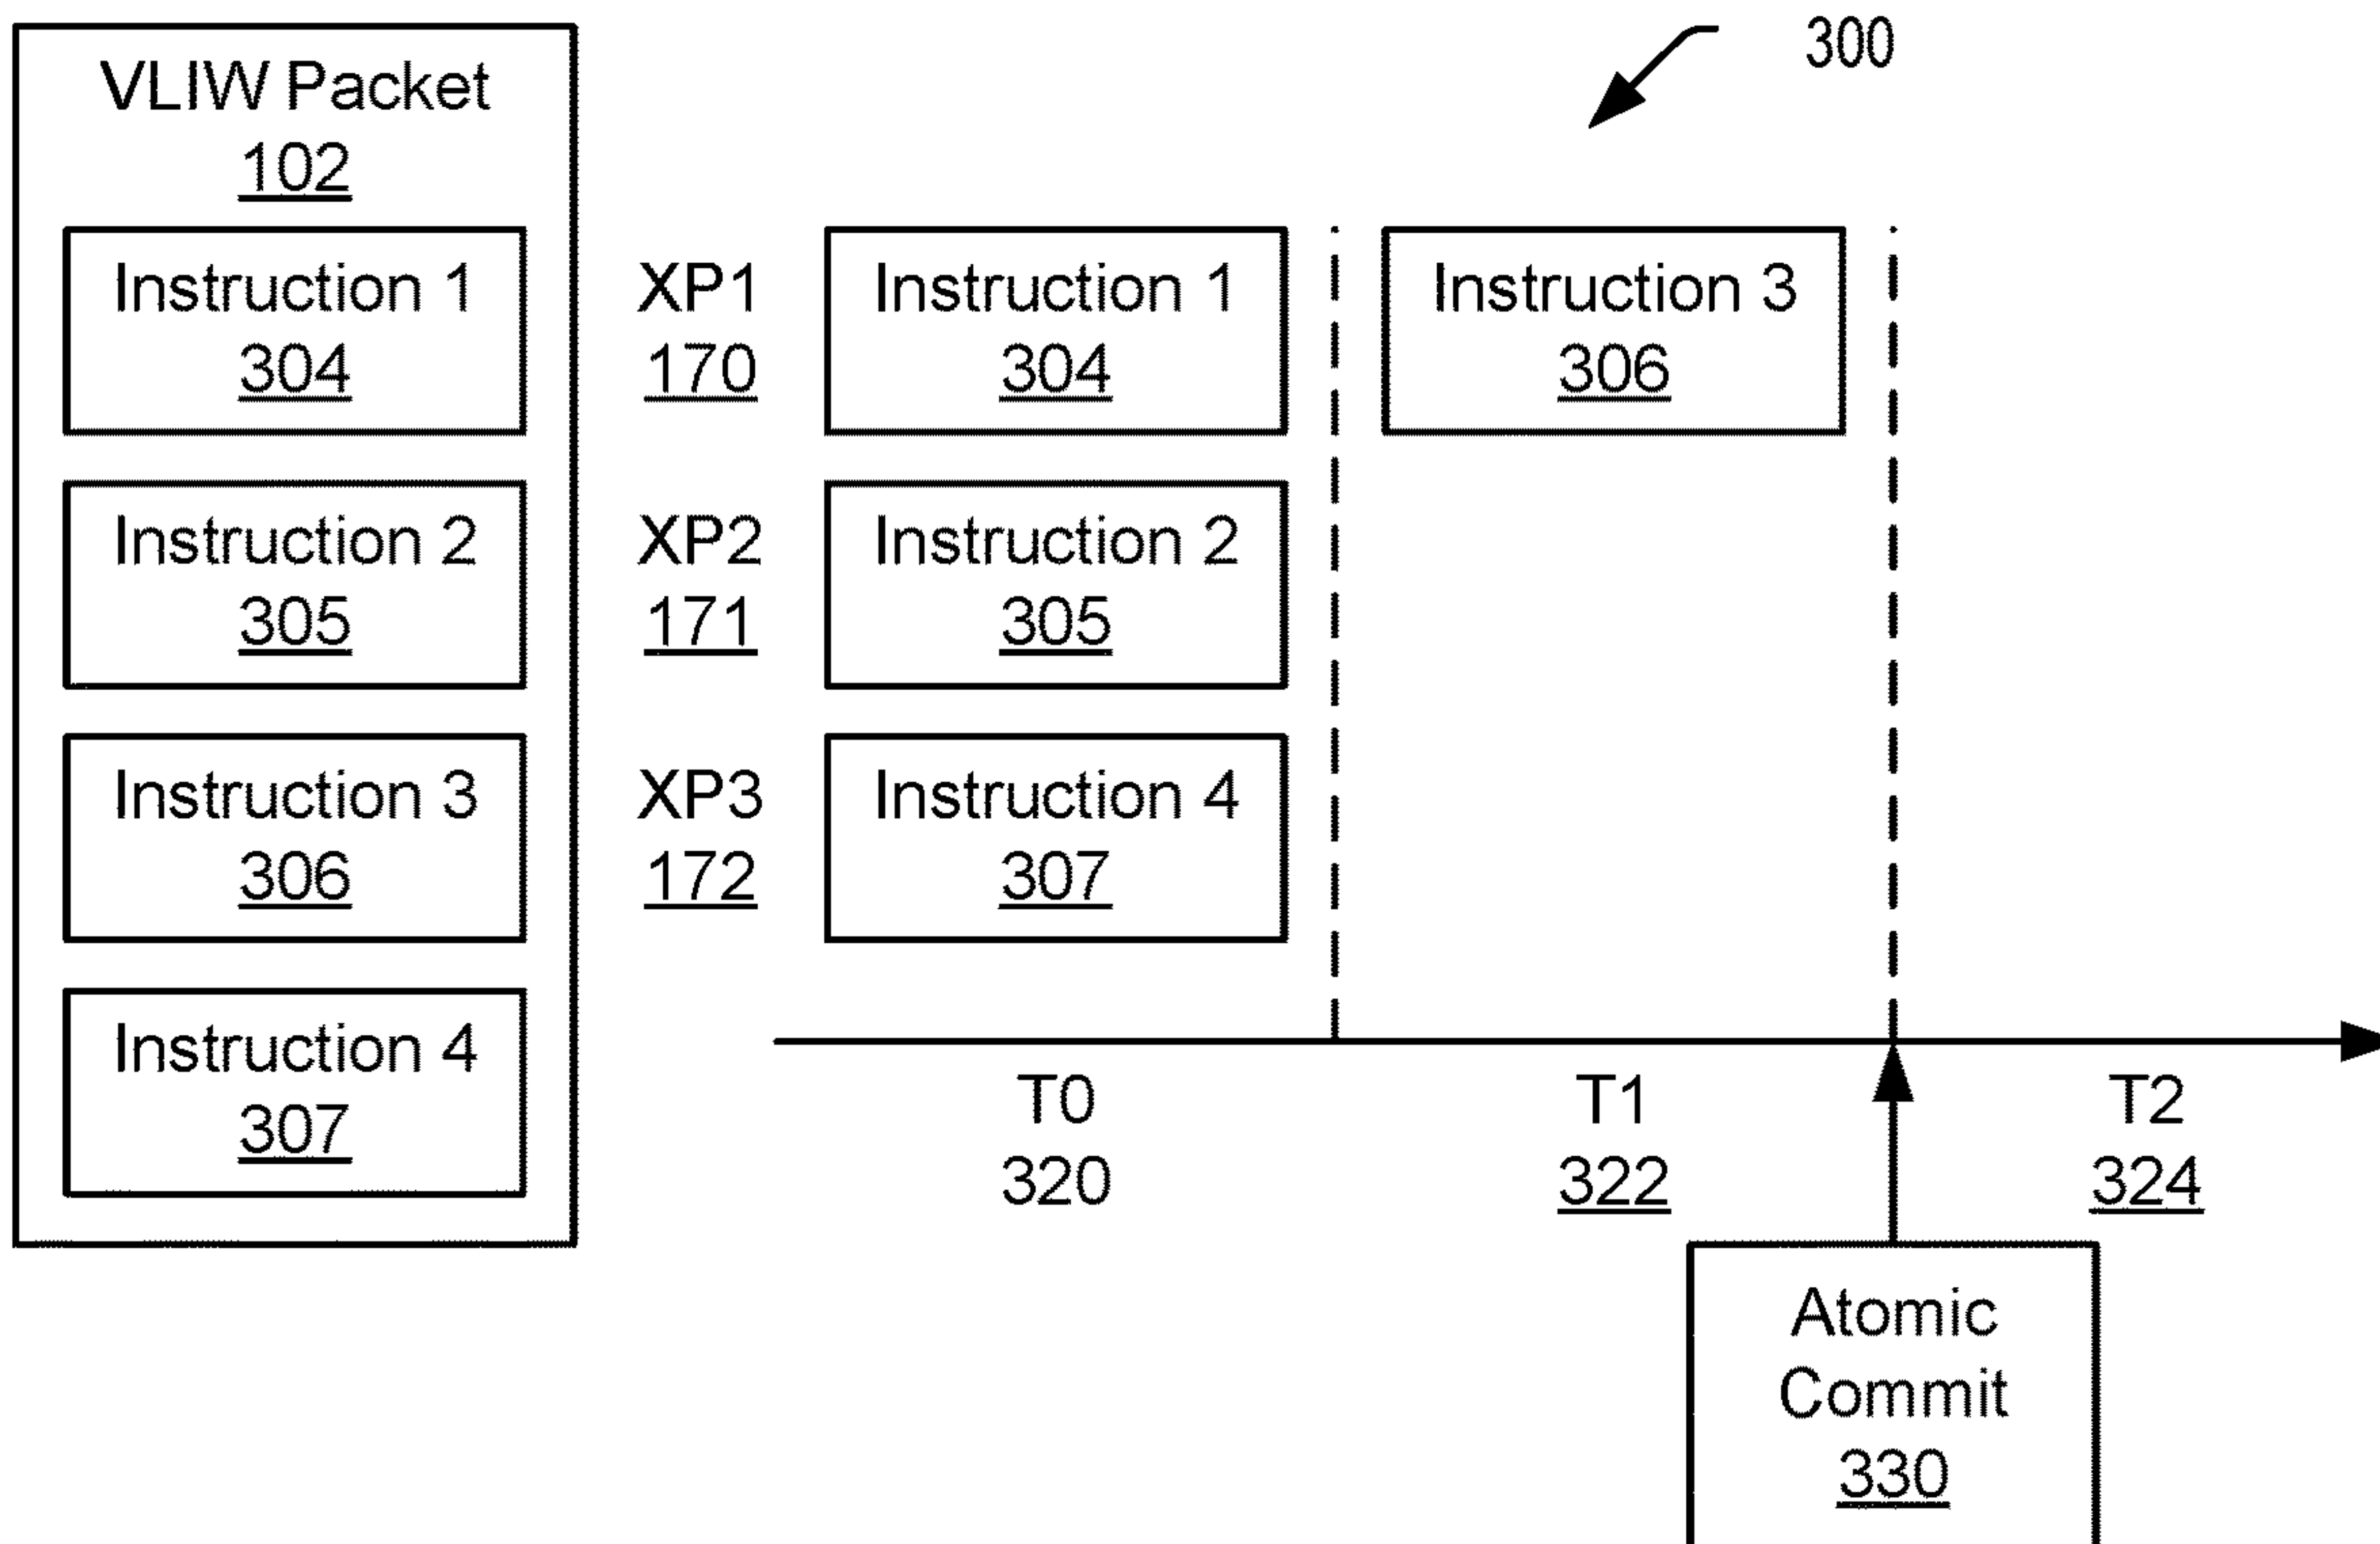 300
VLIW Packet
102
Instruction 1
304
Instruction 2
305
Instruction 3
306
Instruction 4
307
XP1
170
Instruction 1
304
Instruction 3
306
XP2
171
Instruction 2
305
XP3
172
Instruction 4
307
T0
320
T1
322
T2
324
Atomic
Commit
330